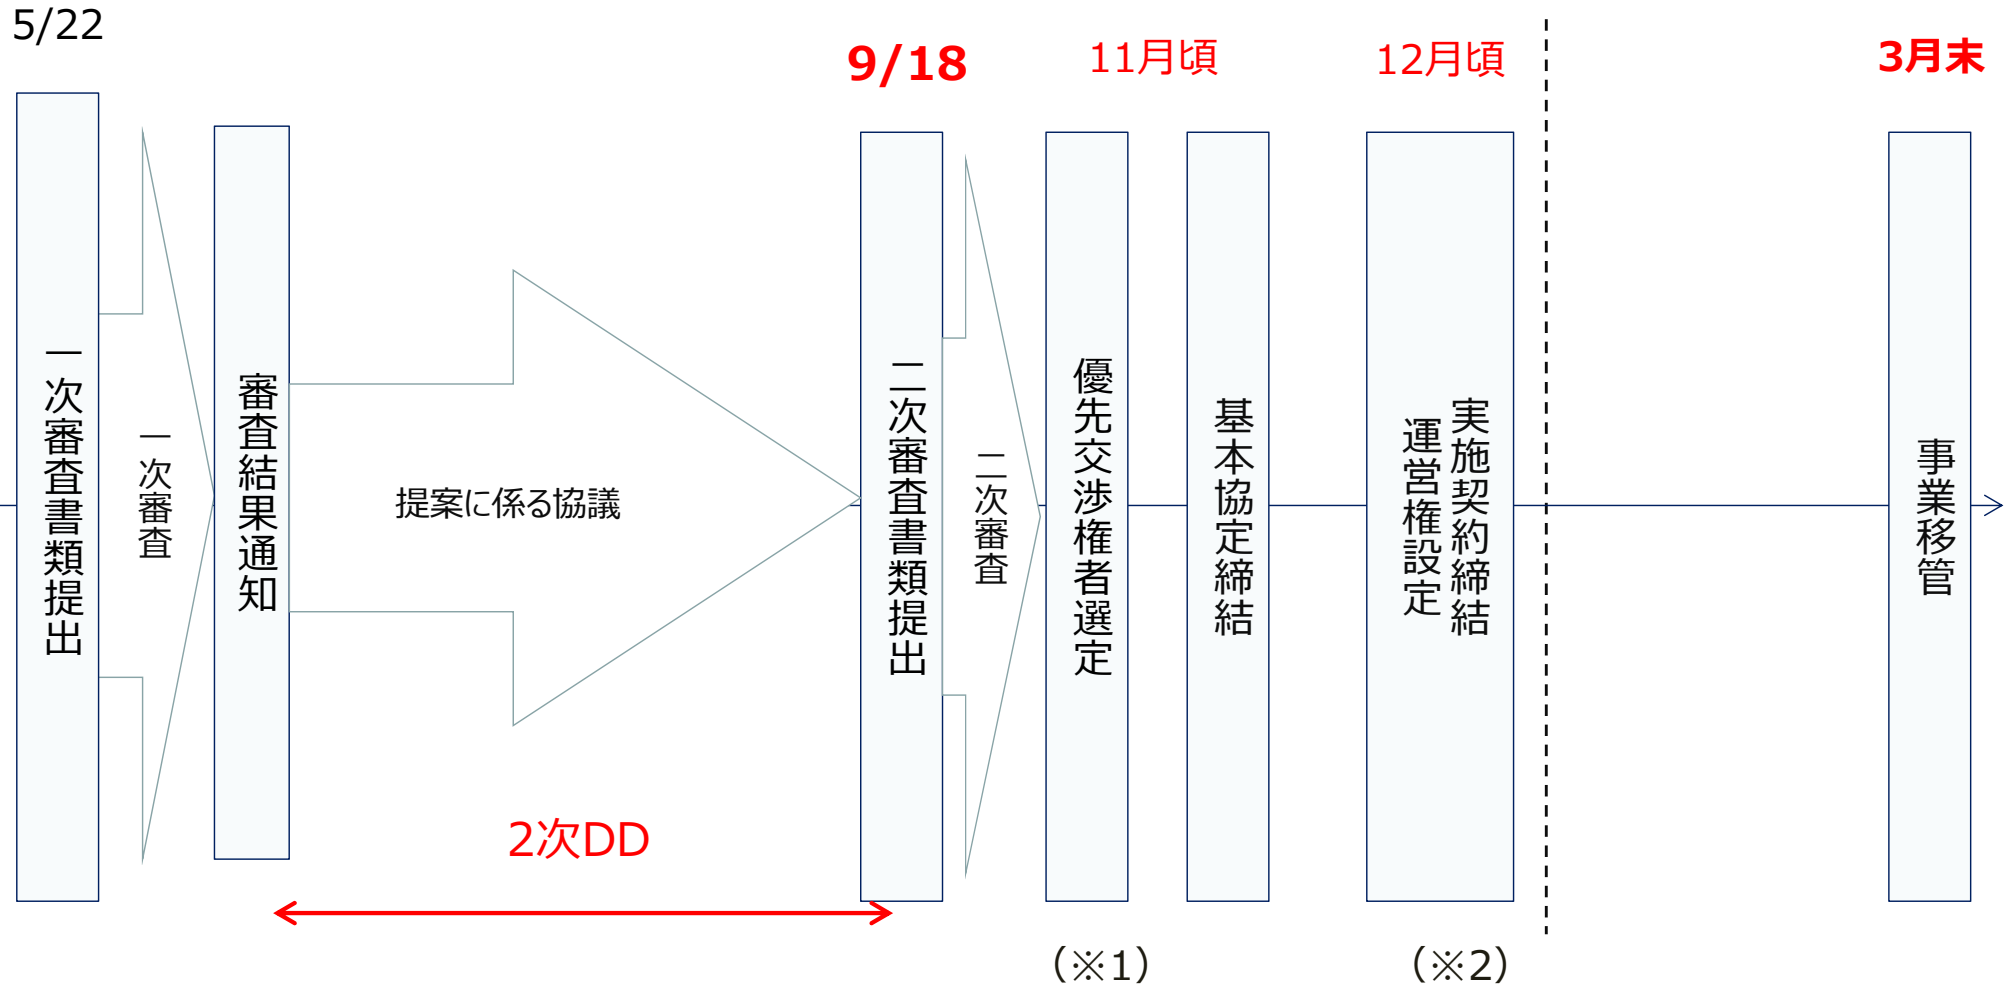 5/22
9/18
11月頃
12月頃
3月末
一次審査書類提出
一次審査
審査結果通知
提案に係る協議
2次DD
二次審査書類提出
二次審査
優先交渉権者選定
基本協定締結
実施契約締結
運営権設定
事業移管
（※1）
（※2）